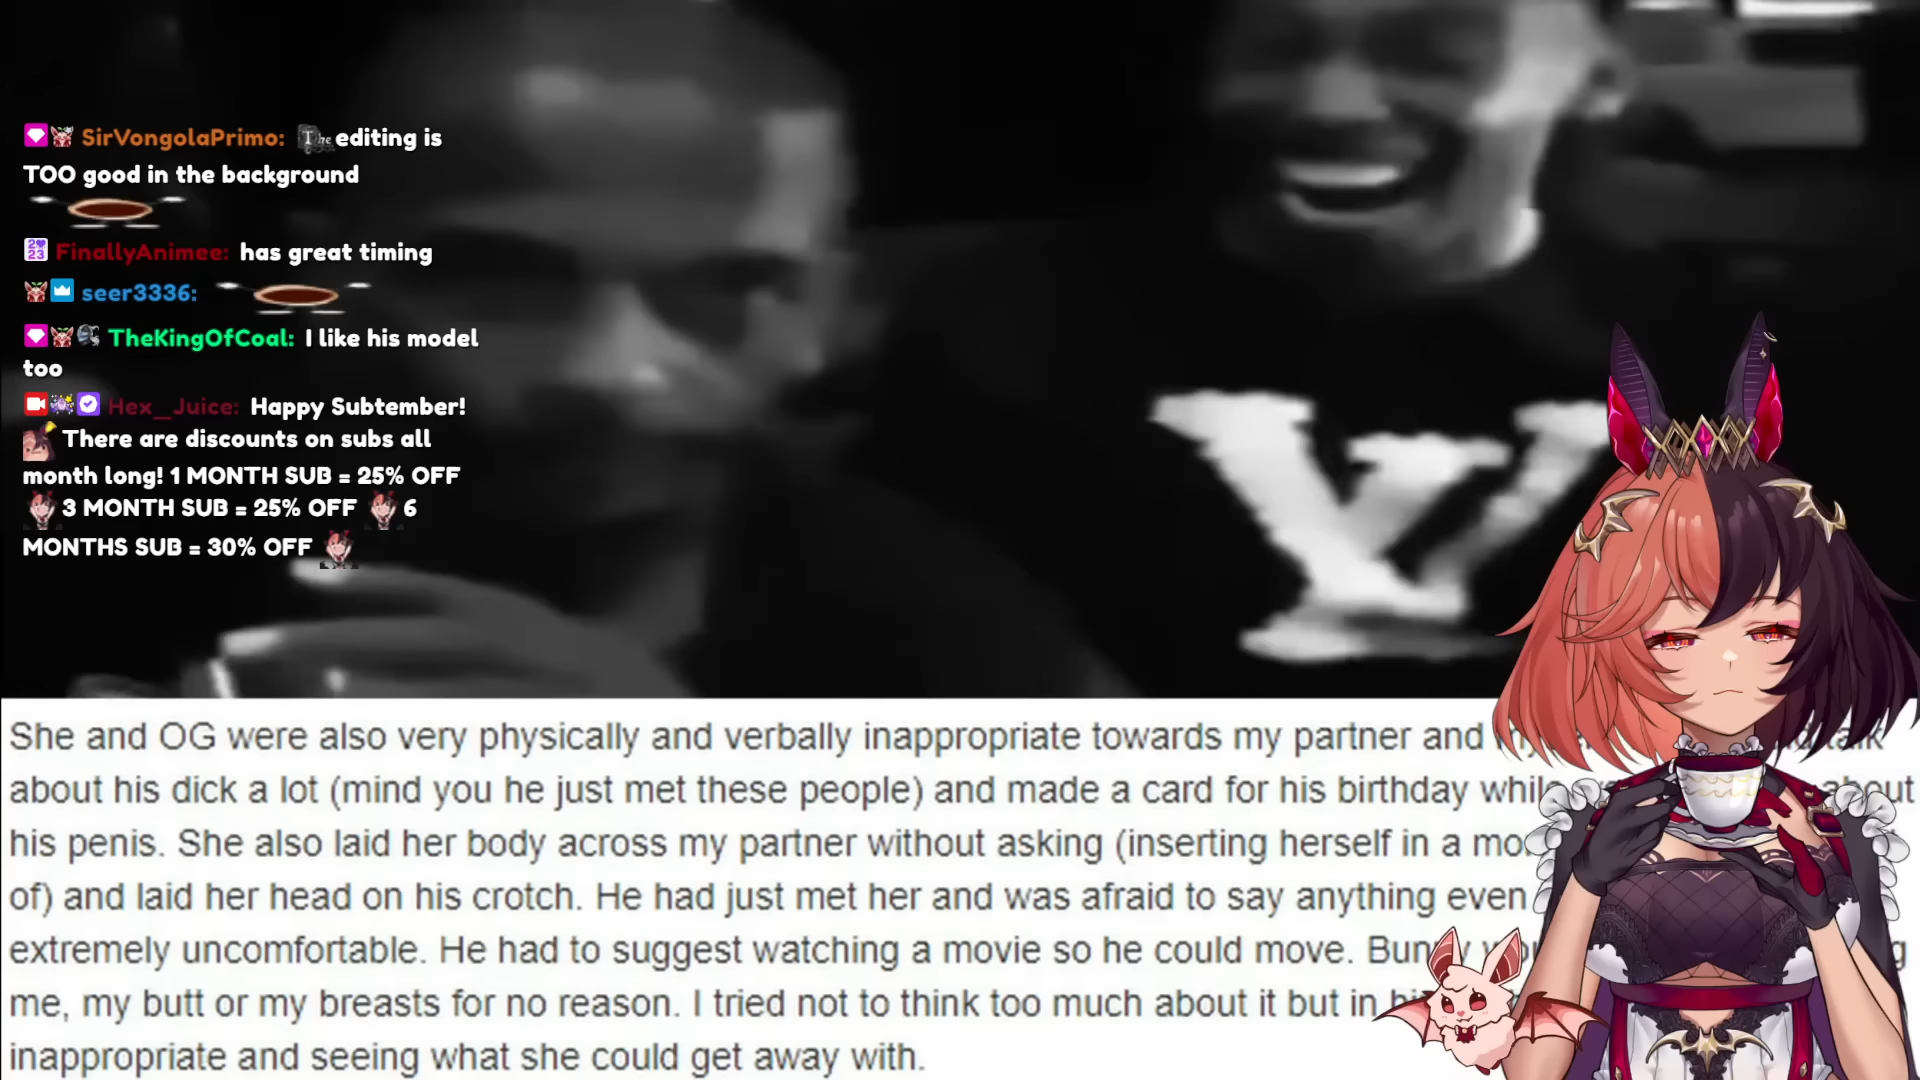 SirVongolaPrimo: The editing is
TOO good in the background
FinallyAnimee: has great timing
seer3336:
TheKingOfCoal: I like his model
too
Hex_Juice: Happy Subtember!
There are discounts on subs all
month long! 1 MONTH SUB = 25% OFF
3 MONTH SUB = 25% OFF 6
MONTHS SUB = 30% OFF
She and OG were also very physically and verbally inappropriate towards my partner and talk
about his dick a lot (mind you he just met these people) and made a card for his birthday while about
his penis. She also laid her body across my partner without asking (inserting herself in a
of) and laid her head on his crotch. He had just met her and was afraid to say anything even
extremely uncomfortable. He had to suggest watching a movie so he could move. Bunny
me, my butt or my breasts for no reason. I tried not to think too much about it but in
inappropriate and seeing what she could get away with.